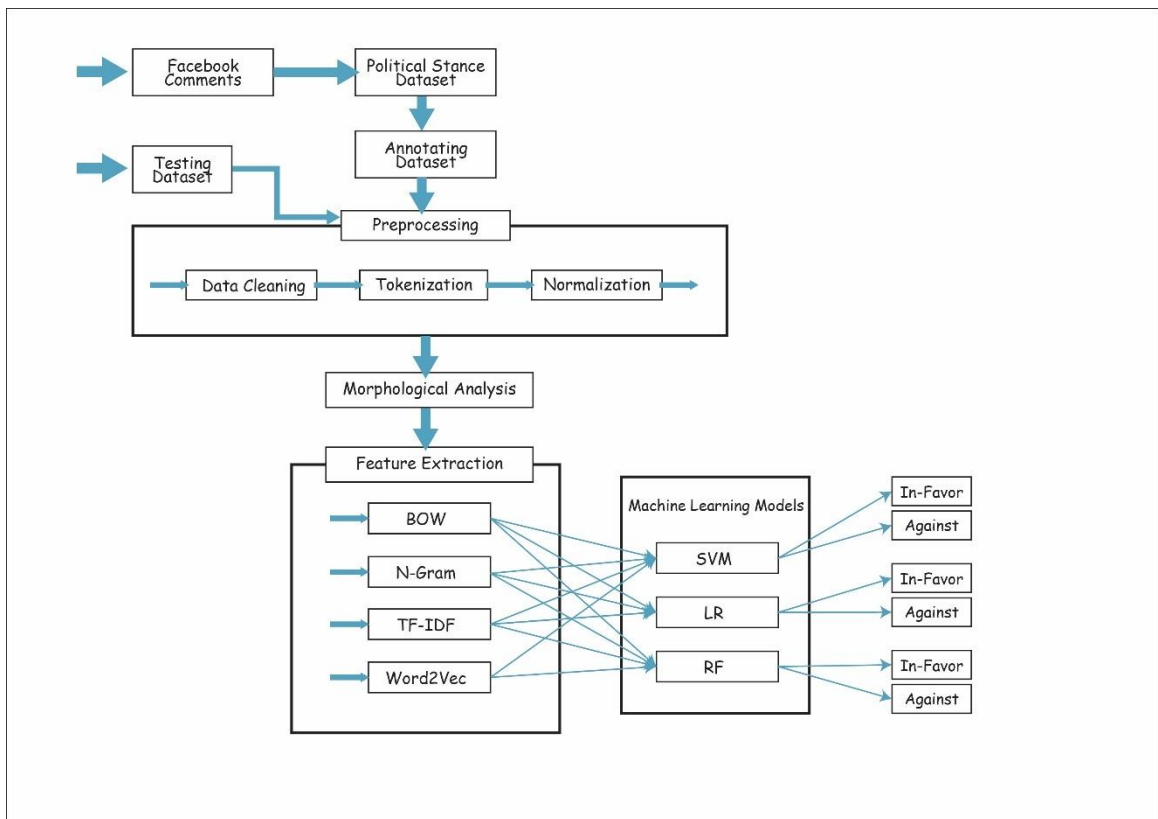 Facebook
Comments
Political Stance
Dataset
Annotating
Dataset
Testing
Dataset
Preprocessing
Data Cleaning
Tokenization
Normalization
Morphological Analysis
Feature Extraction
BOW
N-Gram
TF-IDF
Word2Vec
Machine Learning Models
SVM
LR
RF
In-Favor
Against
In-Favor
Against
In-Favor
Against